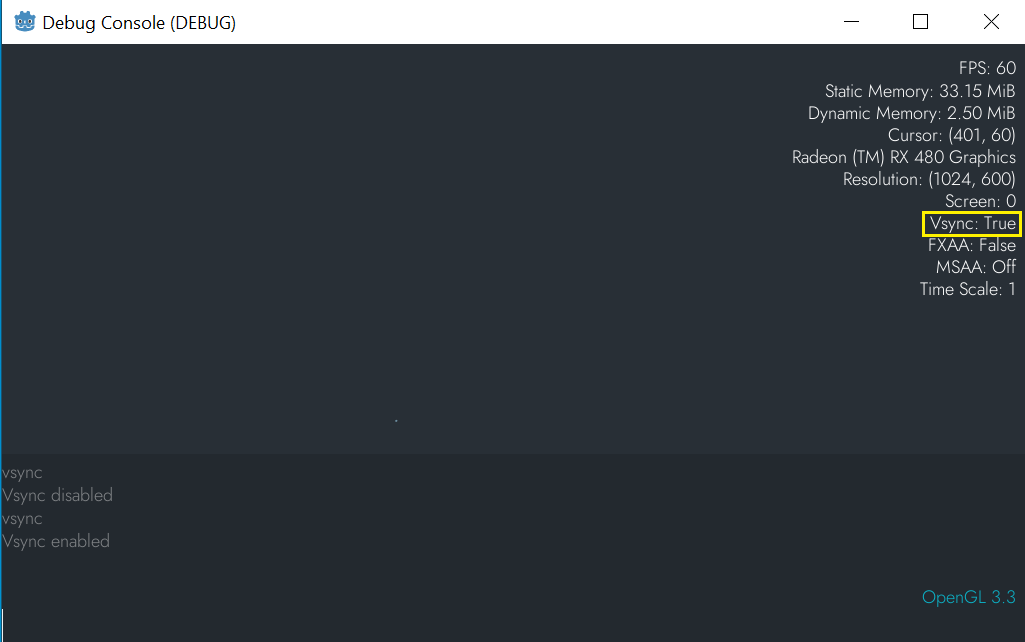 Debug Console (DEBUG)
FPS: 60
Static Memory: 33.15 MiB
Dynamic Memory: 2.50 MiB
Cursor: (401, 60)
Radeon (TM) RX 480 Graphics
Resolution: (1024, 600)
Screen: 0
Vsync: True
FXAA: False
MSAA: Off
Time Scale: 1
vsync
Vsync disabled
vsync
Vsync enabled
OpenGL 3.3